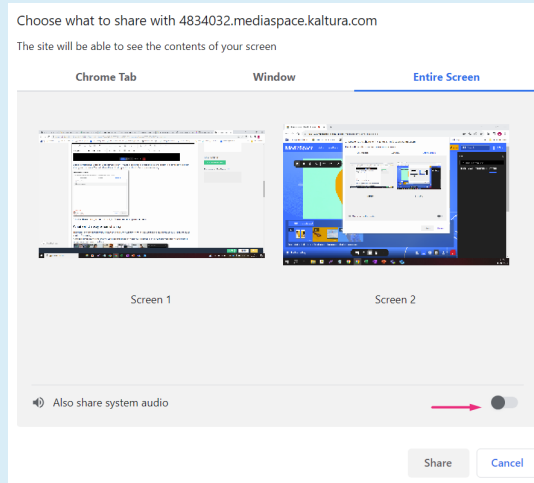 Choose what to share with 4834032.mediaspace.kaltura.com
The site will be able to see the contents of your screen
Chrome Tab Window Entire Screen
Screen 1 Screen 2
Also share system audio
Share Cancel